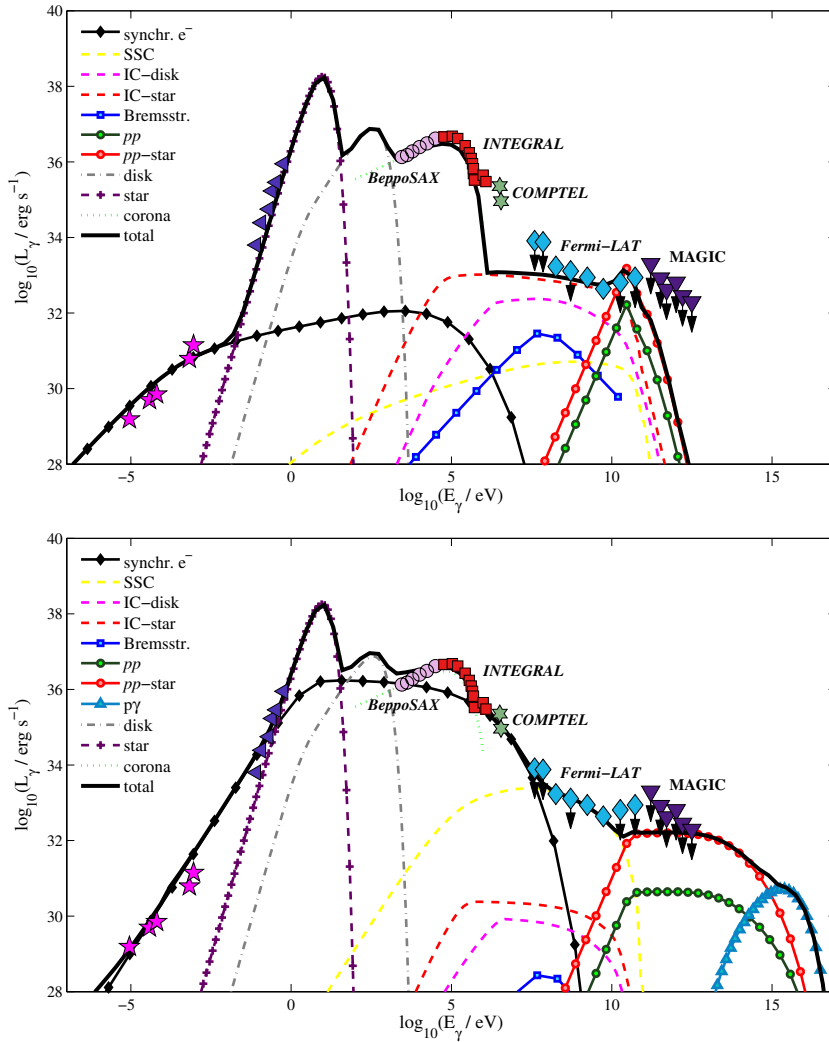 40
38
36
34
32
30
28
−5
0
5
10
15
log10(Eγ / eV)
log10(Lγ / erg s−1)
synchr. e−
SSC
IC−disk
IC−star
Bremsstr.
pp
pp−star
disk
star
corona
total
BeppoSAX
INTEGRAL
COMPTEL
Fermi−LAT
MAGIC
40
38
36
34
32
30
28
−5
0
5
10
15
log10(Eγ / eV)
log10(Lγ / erg s−1)
synchr. e−
SSC
IC−disk
IC−star
Bremsstr.
pp
pp−star
pγ
disk
star
corona
total
BeppoSAX
INTEGRAL
COMPTEL
Fermi−LAT
MAGIC